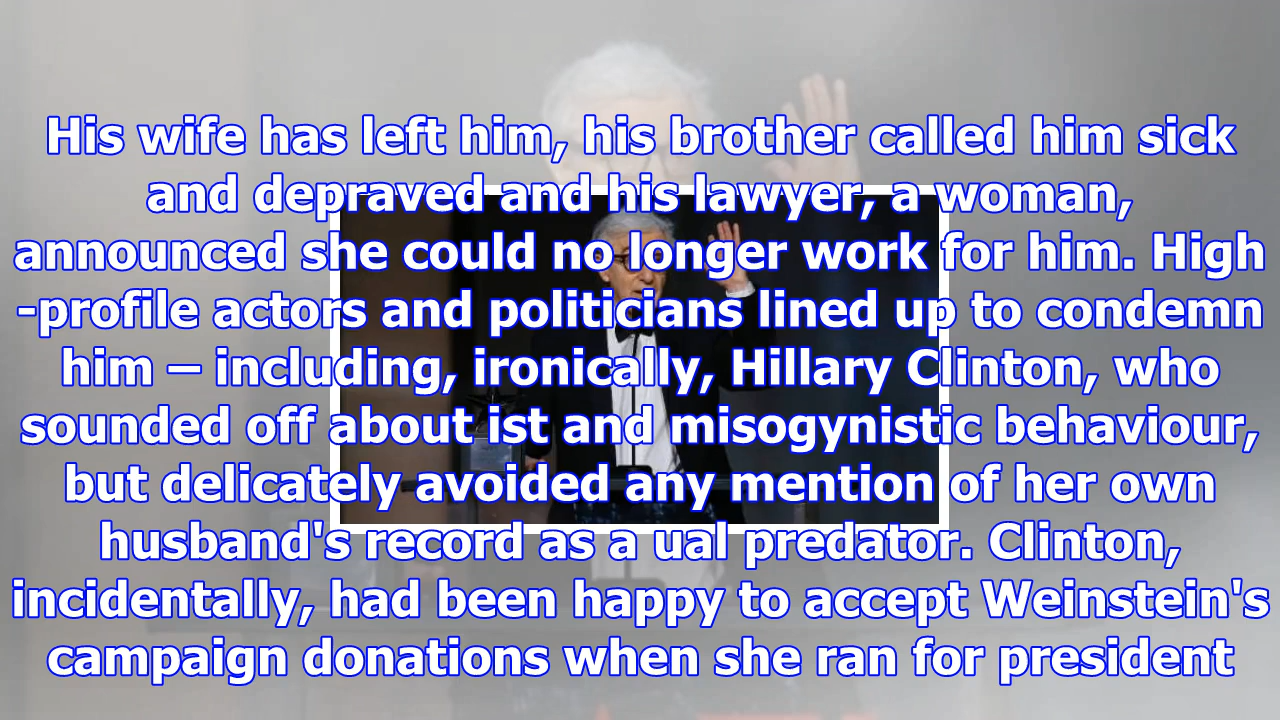 His wife has left him, his brother called him sick
and depraved and his lawyer, a woman,
announced she could no longer work for him. High
-profile actors and politicians lined up to condemn
him – including, ironically, Hillary Clinton, who
sounded off about ist and misogynistic behaviour,
but delicately avoided any mention of her own
husband's record as a ual predator. Clinton,
incidentally, had been happy to accept Weinstein's
campaign donations when she ran for president